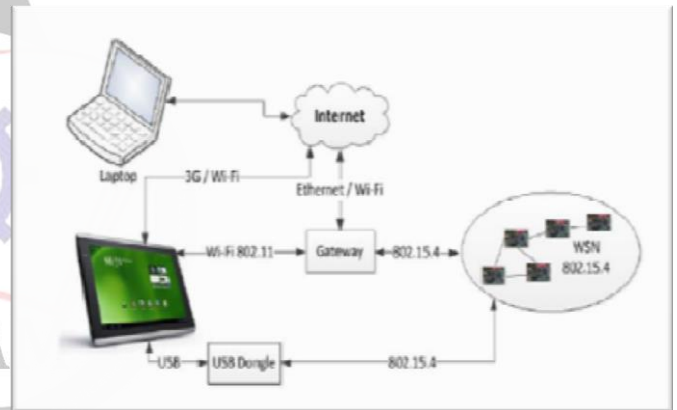 Internet
Laptop
3G / Wi-Fi
Ethernet / Wi-Fi
Wi-Fi 802.11
Gateway
802.15.4
WSN
802.15.4
USB
USB Dongle
802.15.4